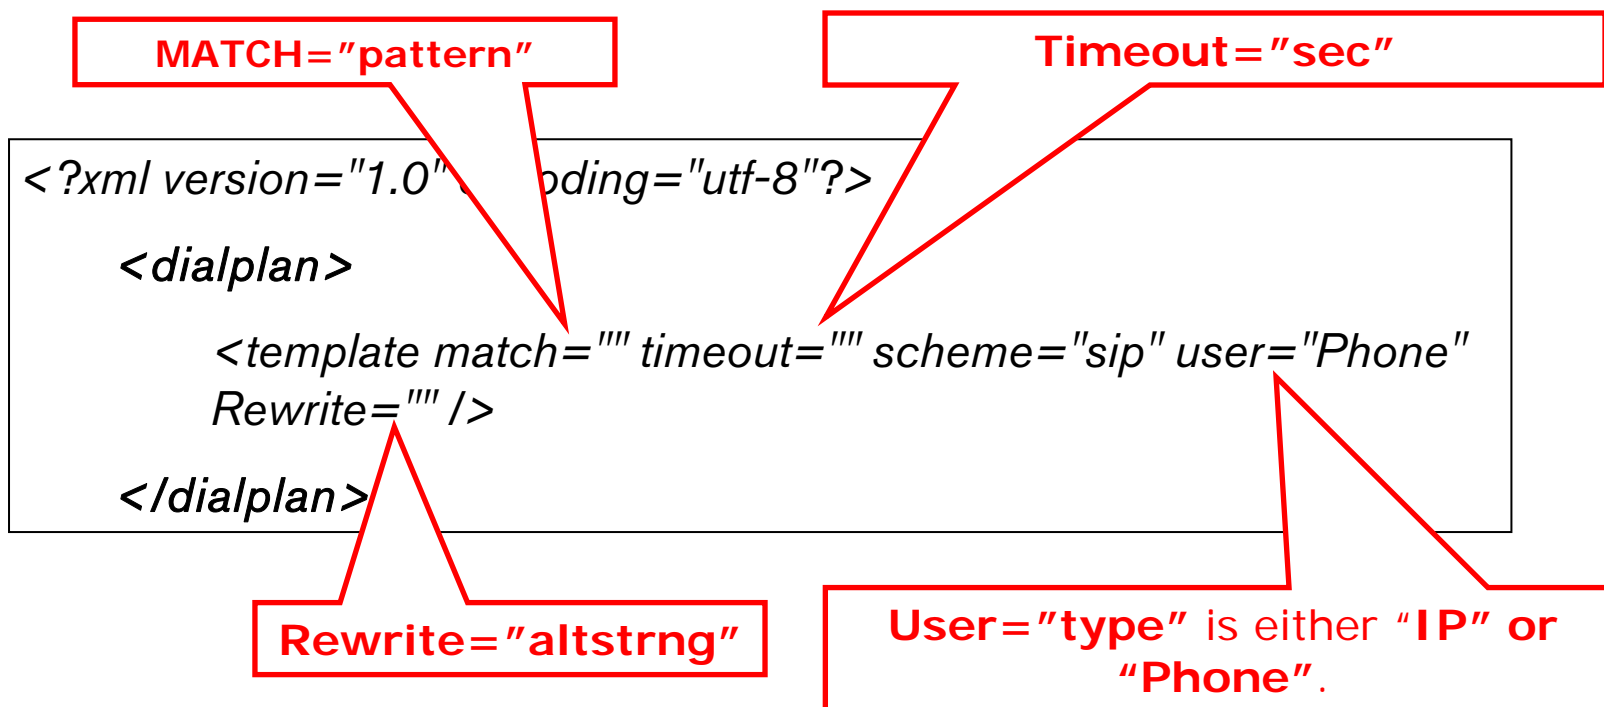 MATCH="pattern"
Timeout="sec"
<?xml version="1.0" oding="utf-8"?>
<dialplan>
<template match="" timeout="" scheme="sip" user="Phone"
Rewrite="" />
</dialplan>
Rewrite="altstrng"
User="type" is either "IP" or
"Phone".